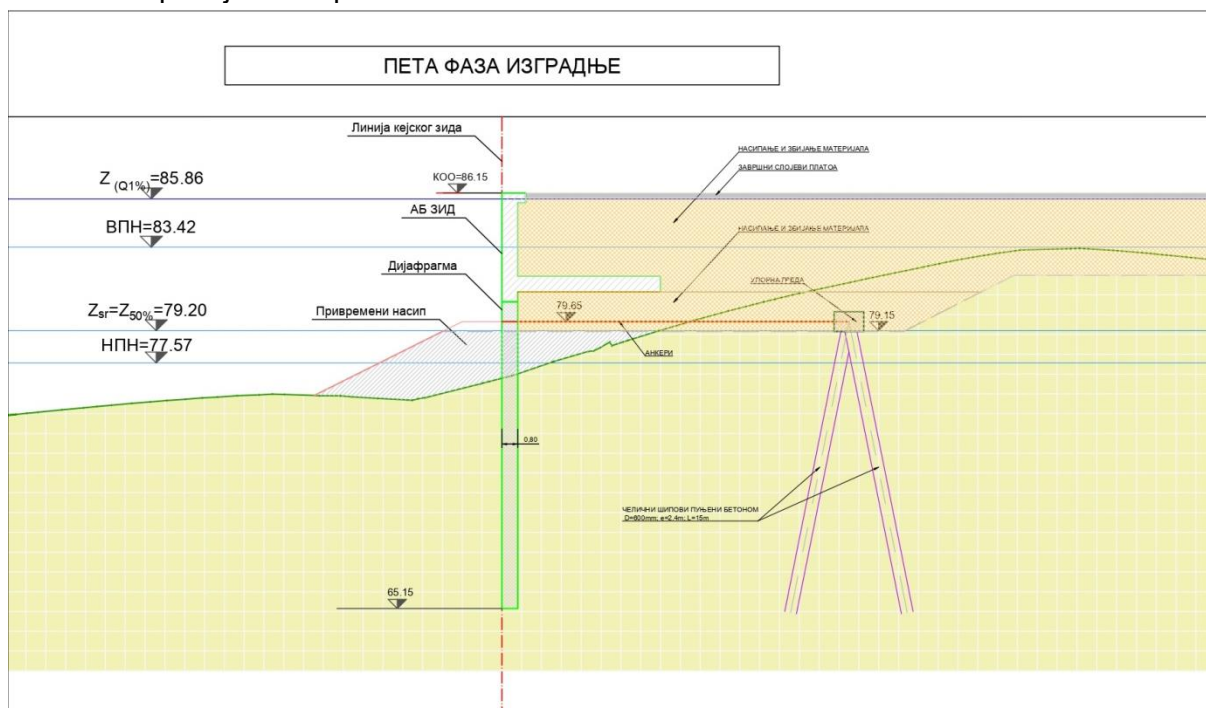 ПЕТА ФАЗА ИЗГРАДЊЕ
Линија кејског зида
НАСИПАЊЕ И ЗБИЈАЊЕ МАТЕРИЈАЛА
ЗАВРШНИ СЛОЈЕВИ ПЛАТОА
Z (Q1%)=85.86
КОО=86.15
АБ ЗИД
ВПН=83.42
НАСИПАЊЕ И ЗБИЈАЊЕ МАТЕРИЈАЛА
Дијафрагма
УПОРНА ГРЕДА
Zsr=Z50%=79.20
Привремени насип
79.65
79.15
НПН=77.57
АНКЕРИ
0,80
ЧЕЛИЧНИ ШИПОВИ ПУЊЕНИ БЕТОНОМ
D=600mm; e=2.4m; L=15m
65.15